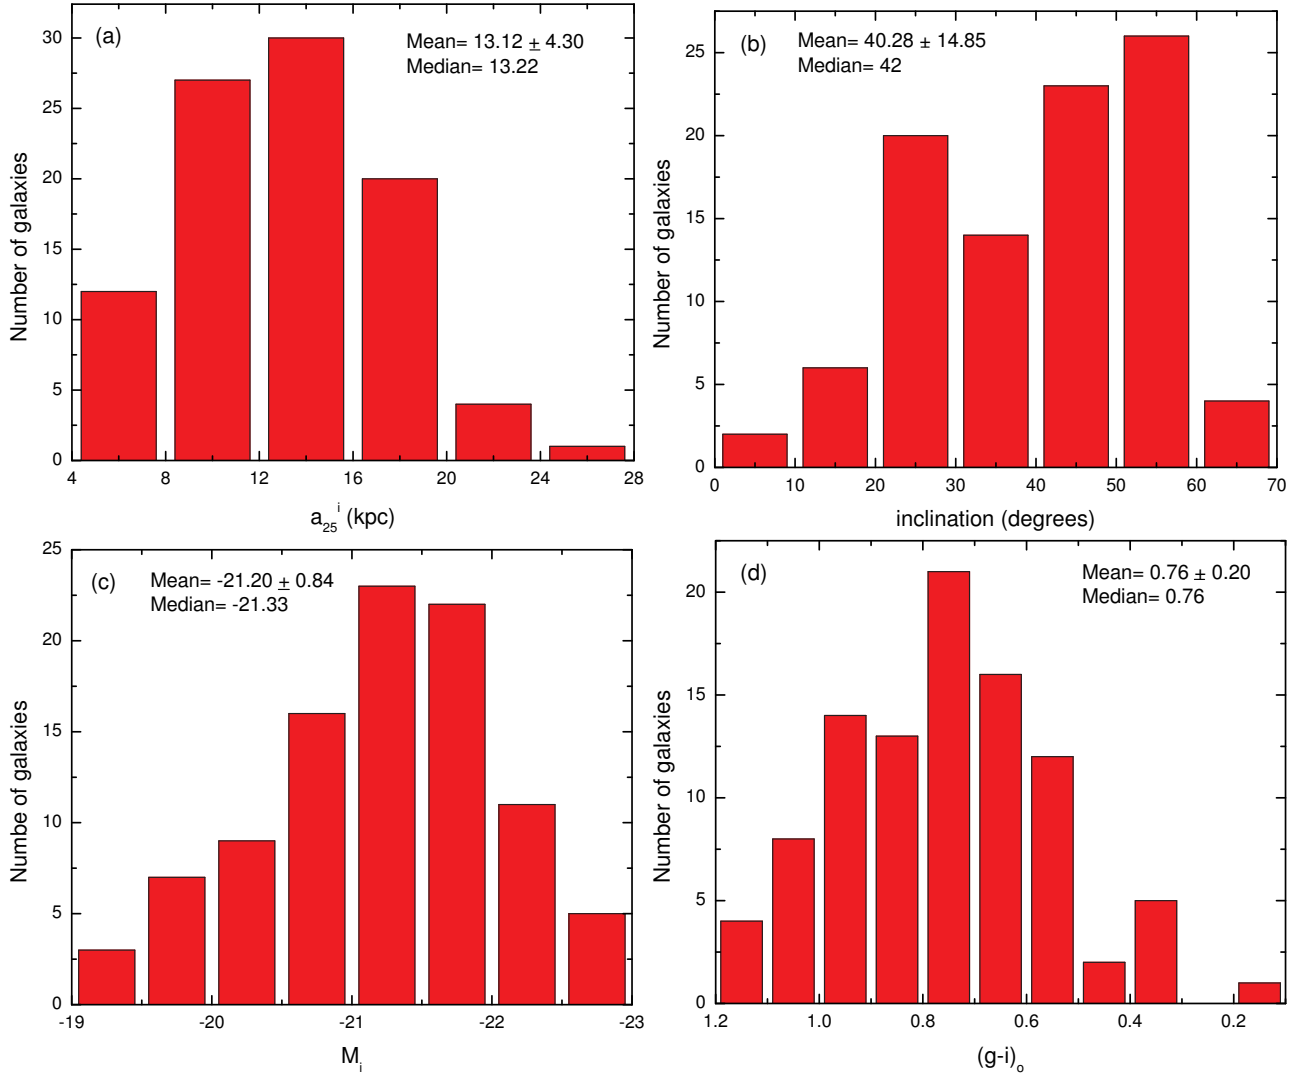 (a)
Mean= 13.12 ± 4.30
Median= 13.22
30
25
20
15
10
5
0
Number of galaxies
4 8 12 16 20 24 28
a₂₅ⁱ (kpc)
(b)
Mean= 40.28 ± 14.85
Median= 42
25
20
15
10
5
0
Number of galaxies
0 10 20 30 40 50 60 70
inclination (degrees)
(c)
Mean= -21.20 ± 0.84
Median= -21.33
25
20
15
10
5
0
Numbe of galaxies
-19 -20 -21 -22 -23
Mᵢ
(d)
Mean= 0.76 ± 0.20
Median= 0.76
20
15
10
5
0
Number of galaxies
1.2 1.0 0.8 0.6 0.4 0.2
(g-i)ₒ